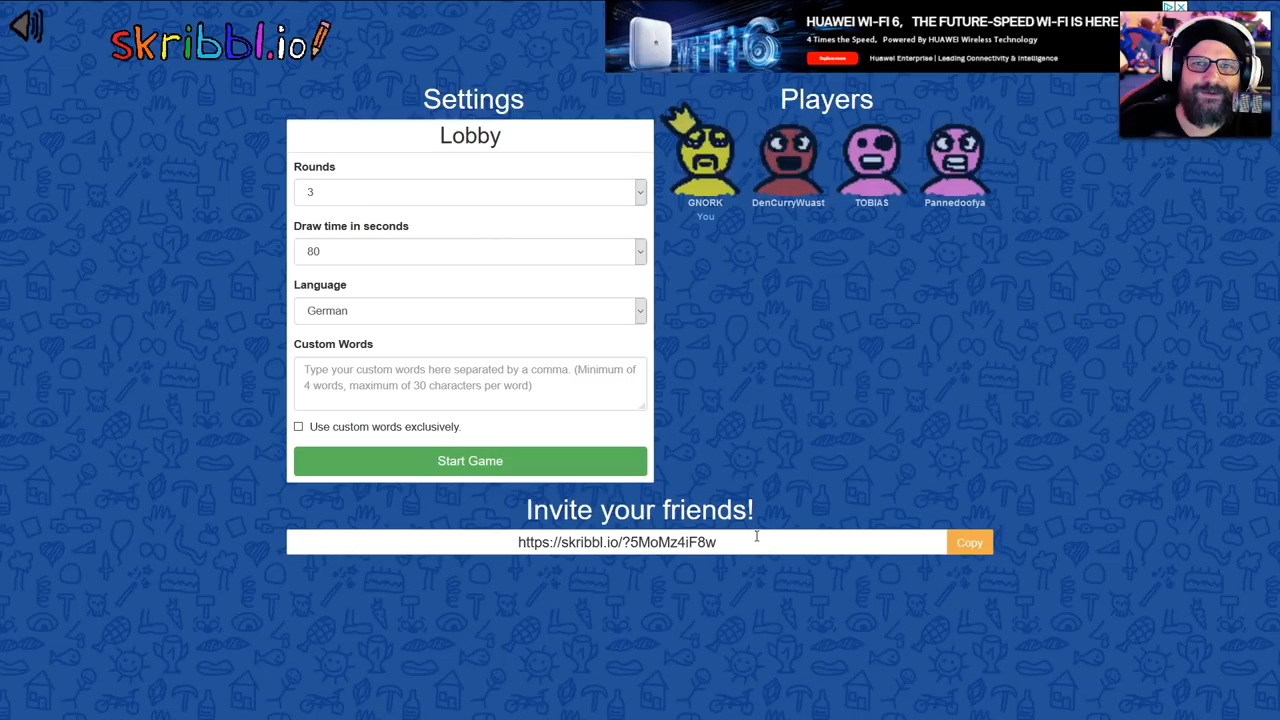 skribbl.io
HUAWEI WI-FI 6, THE FUTURE-SPEED WI-FI IS HERE
4 Times the Speed, Powered By HUAWEI Wireless Technology
Explore more
Huawei Enterprise | Leading Connectivity & Intelligence
Settings
Players
Lobby
Rounds
3
Draw time in seconds
80
Language
German
Custom Words
Type your custom words here separated by a comma. (Minimum of
4 words, maximum of 30 characters per word)
Use custom words exclusively.
Start Game
GNORK
You
DenCurryWuast
TOBIAS
Pannedoofya
Invite your friends!
https://skribbl.io/?5MoMz4iF8w
Copy